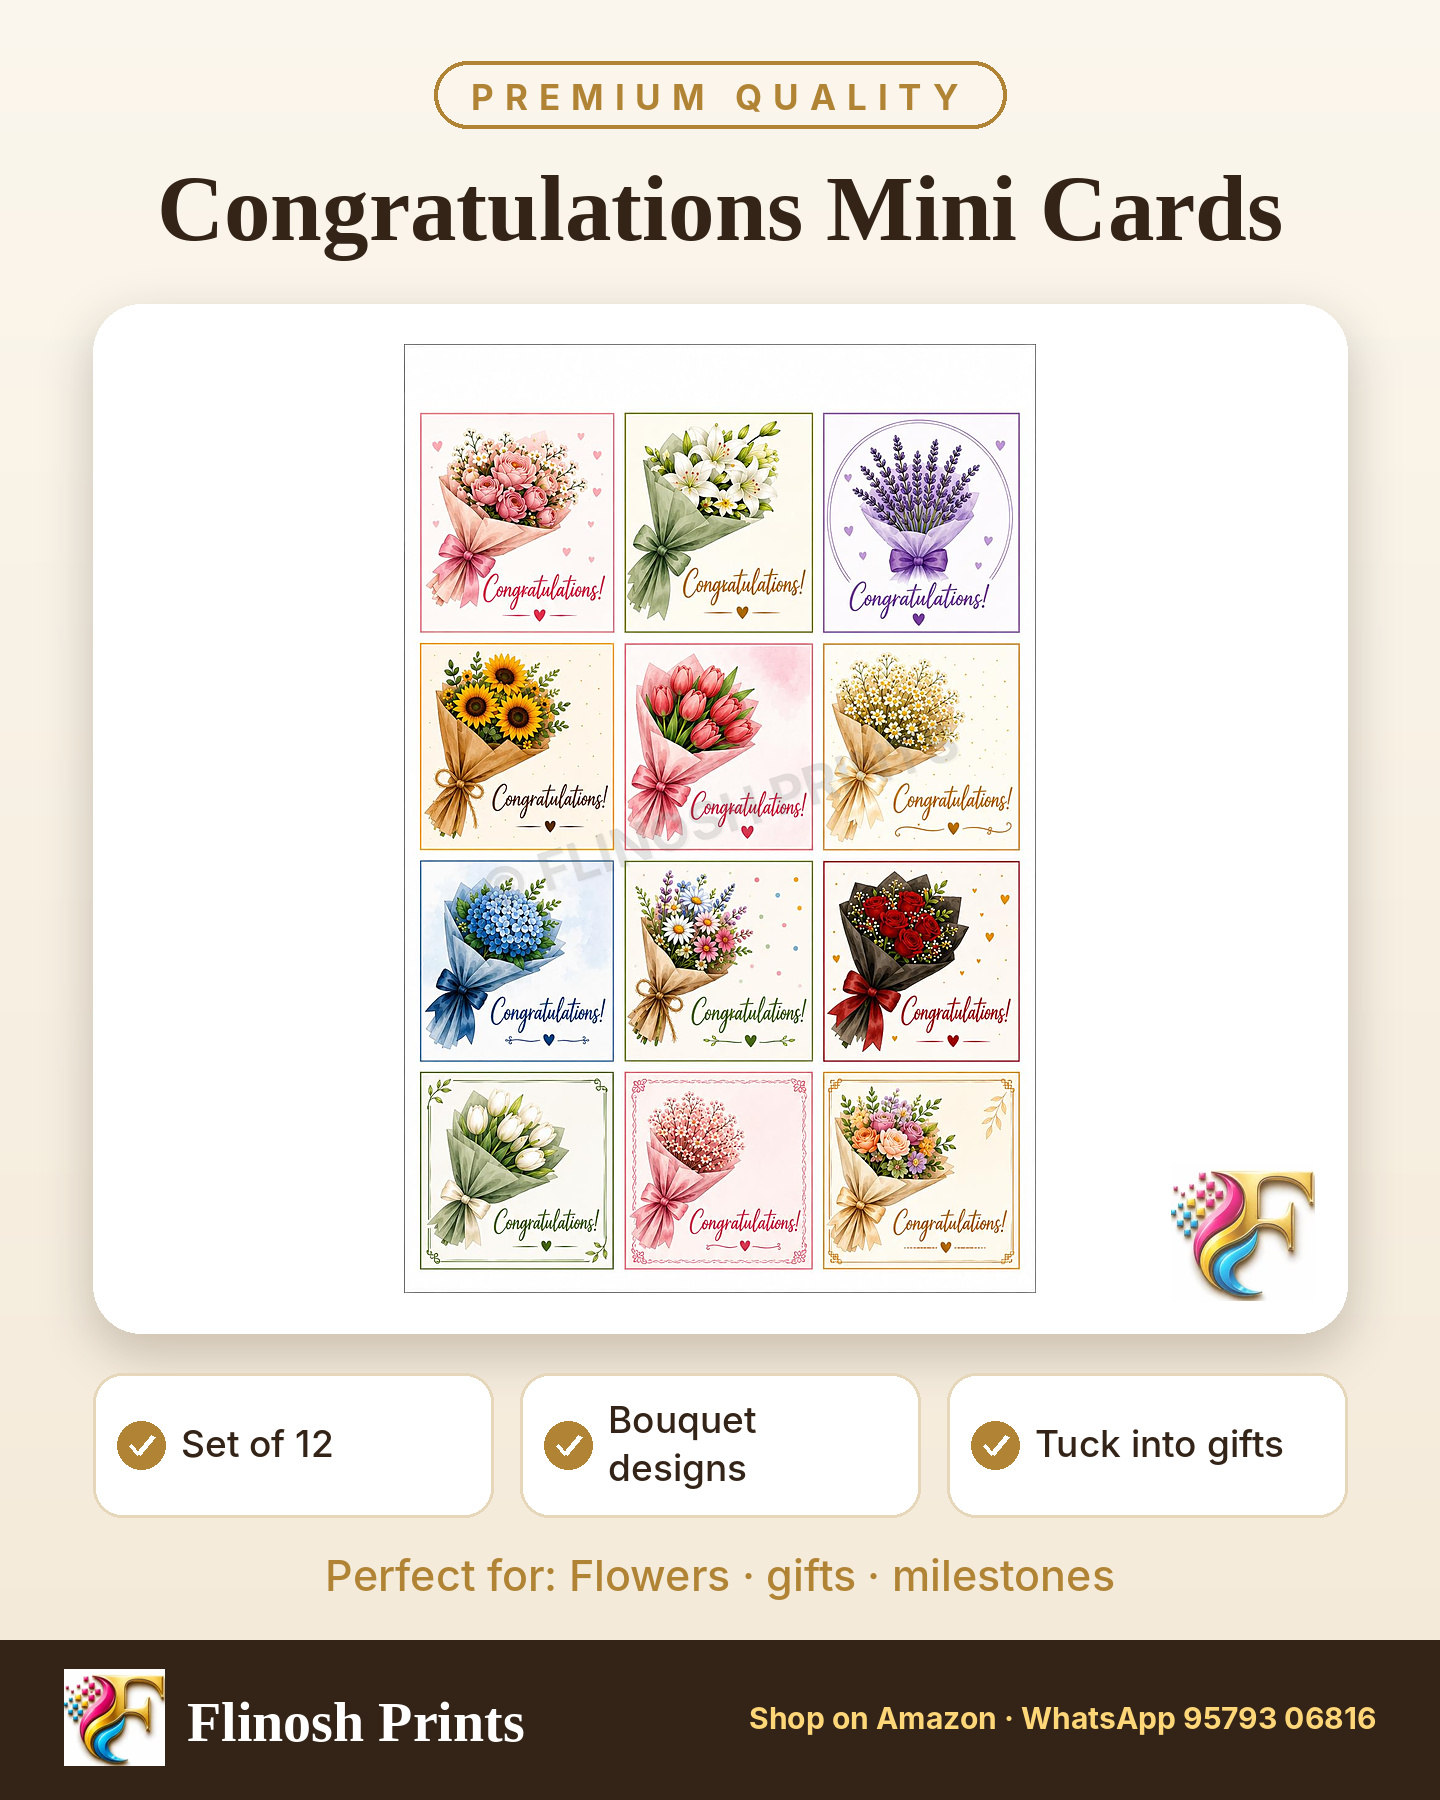 PREMIUM QUALITY
Congratulations Mini Cards
Congratulations!
Congratulations!
Congratulations!
Congratulations!
Congratulations!
Congratulations!
© FLINOSH PRINTS
Congratulations!
Congratulations!
Congratulations!
Congratulations!
Congratulations!
Congratulations!
F
Set of 12
Bouquet
designs
Tuck into gifts
Perfect for: Flowers · gifts · milestones
F
Flinosh Prints
Shop on Amazon · WhatsApp 95793 06816